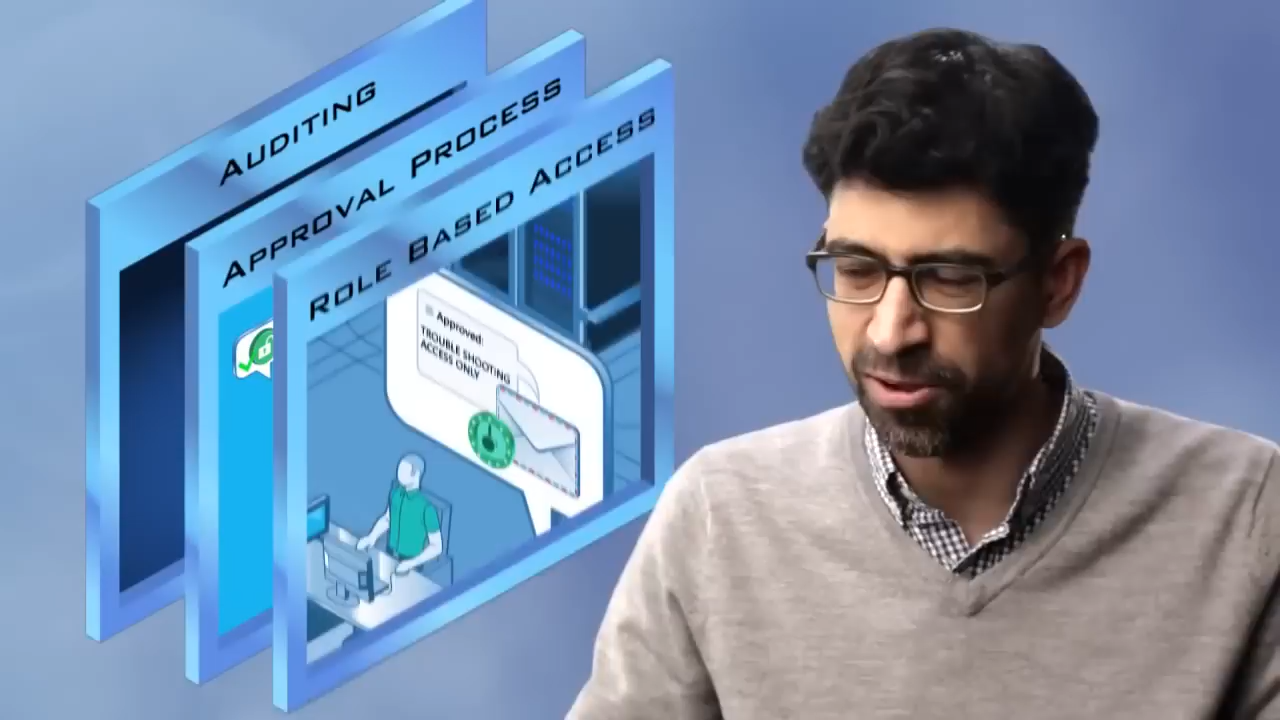 AUDITING
APPROVAL PROCESS
ROLE BASED ACCESS
Approved:
TROUBLE SHOOTING
ACCESS ONLY